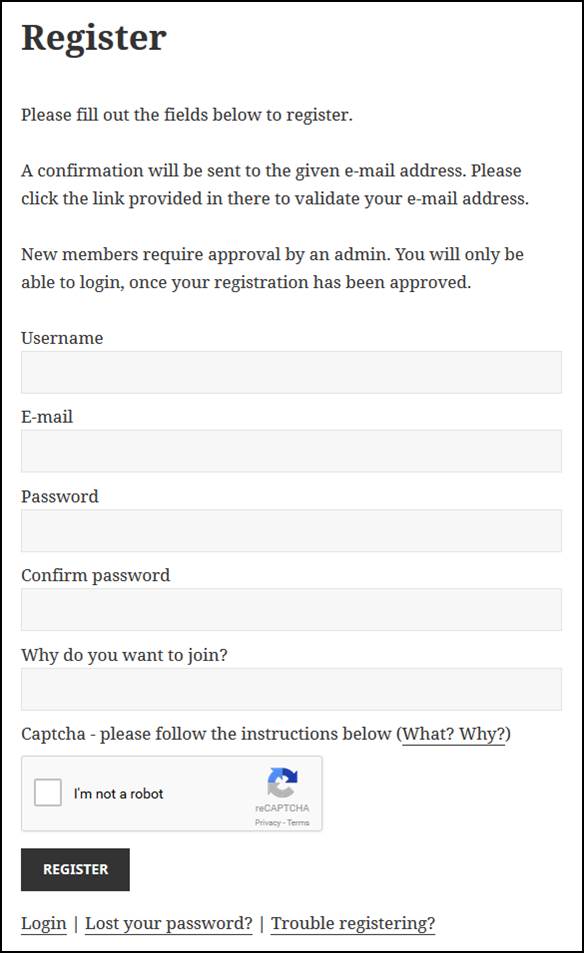 Register
Please fill out the fields below to register.
A confirmation will be sent to the given e-mail address. Please
click the link provided in there to validate your e-mail address.
New members require approval by an admin. You will only be
able to login, once your registration has been approved.
Username
E-mail
Password
Confirm password
Why do you want to join?
Captcha - please follow the instructions below (What? Why?)
I'm not a robot
reCAPTCHA
Privacy - Terms
REGISTER
Login | Lost your password? | Trouble registering?